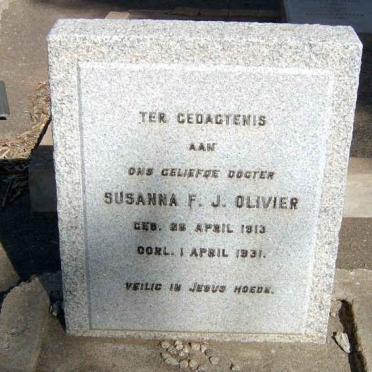 TER GEDAGTENIS
AAN
ONS GELIEFDE DOGTER
SUSANNA F. J. OLIVIER
GEB. 28 APRIL 1913
OORL. 1 APRIL 1931.
VEILIG IN JESUS HOEDE.